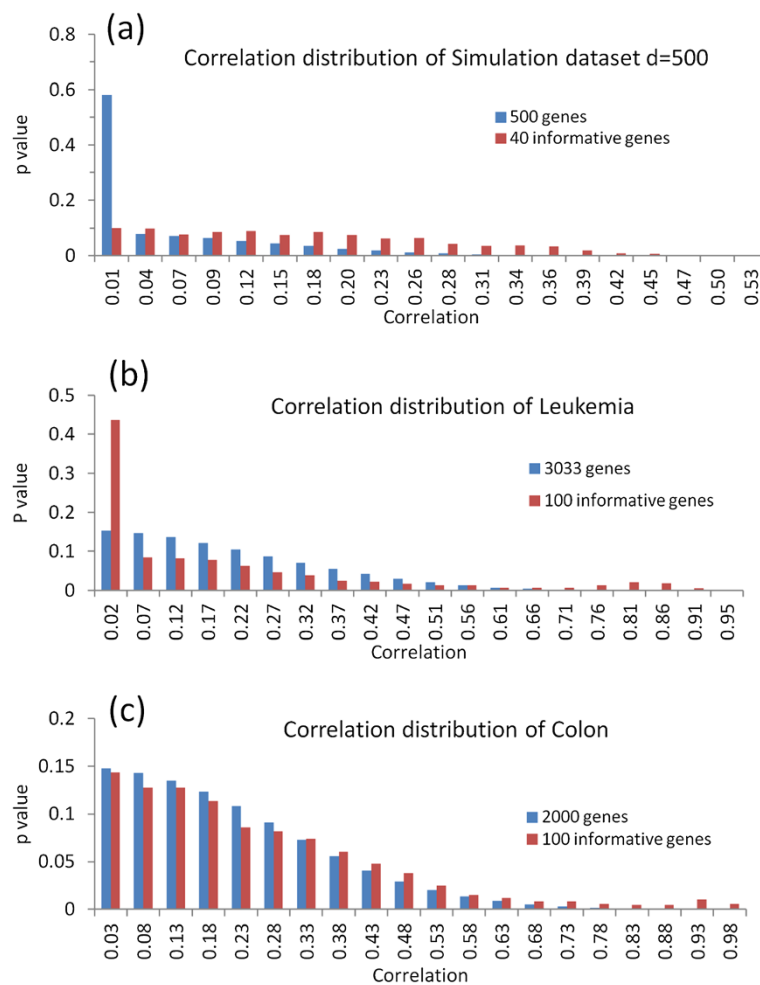 (a)
Correlation distribution of Simulation dataset d=500
p value
0.8
0.6
0.4
0.2
0
500 genes
40 informative genes
0.01 0.04 0.07 0.09 0.12 0.15 0.18 0.20 0.23 0.26 0.28 0.31 0.34 0.36 0.39 0.42 0.45 0.47 0.50 0.53
Correlation
(b)
Correlation distribution of Leukemia
P value
0.5
0.4
0.3
0.2
0.1
0
3033 genes
100 informative genes
0.02 0.07 0.12 0.17 0.22 0.27 0.32 0.37 0.42 0.47 0.51 0.56 0.61 0.66 0.71 0.76 0.81 0.86 0.91 0.95
Correlation
(c)
Correlation distribution of Colon
p value
0.2
0.15
0.1
0.05
0
2000 genes
100 informative genes
0.03 0.08 0.13 0.18 0.23 0.28 0.33 0.38 0.43 0.48 0.53 0.58 0.63 0.68 0.73 0.78 0.83 0.88 0.93 0.98
Correlation